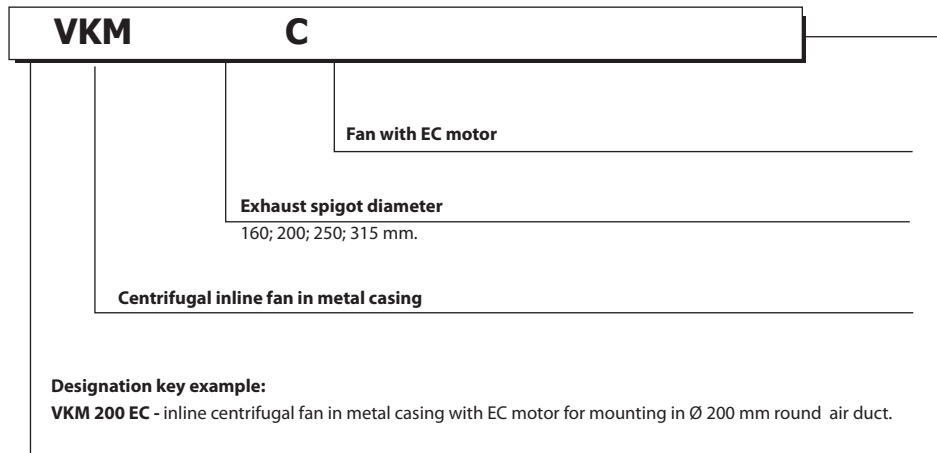 VKM C
Fan with EC motor
Exhaust spigot diameter
160; 200; 250; 315 mm.
Centrifugal inline fan in metal casing
Designation key example:
VKM 200 EC - inline centrifugal fan in metal casing with EC motor for mounting in Ø 200 mm round air duct.